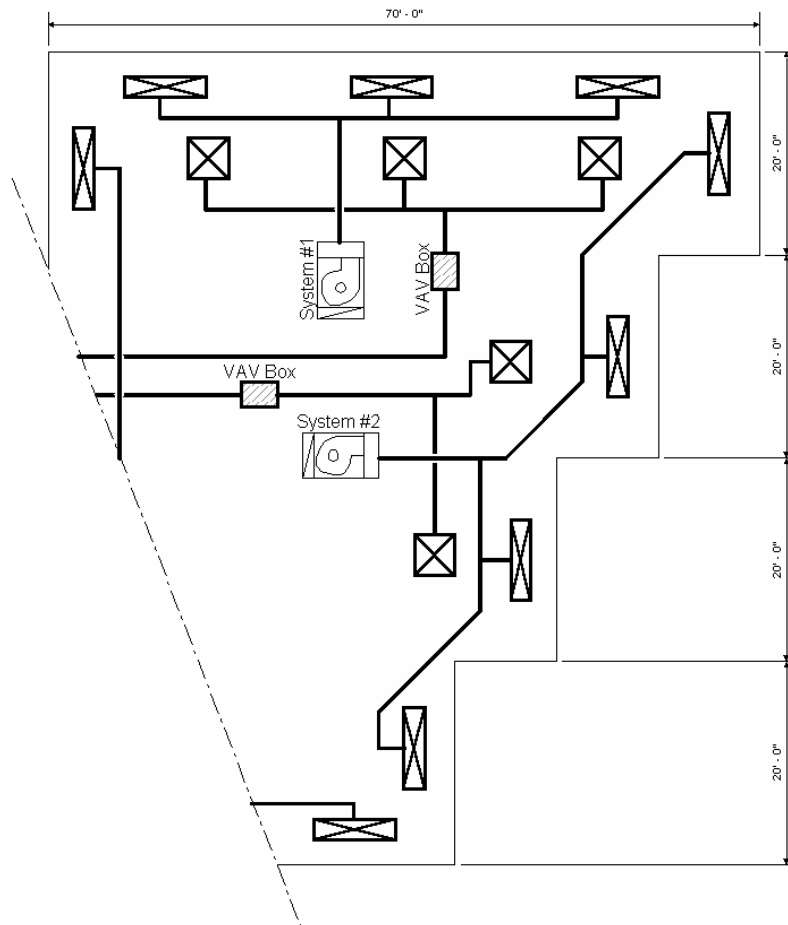 70' - 0"
20' - 0"
System #1
VAV Box
20' - 0"
VAV Box
System #2
20' - 0"
20' - 0"